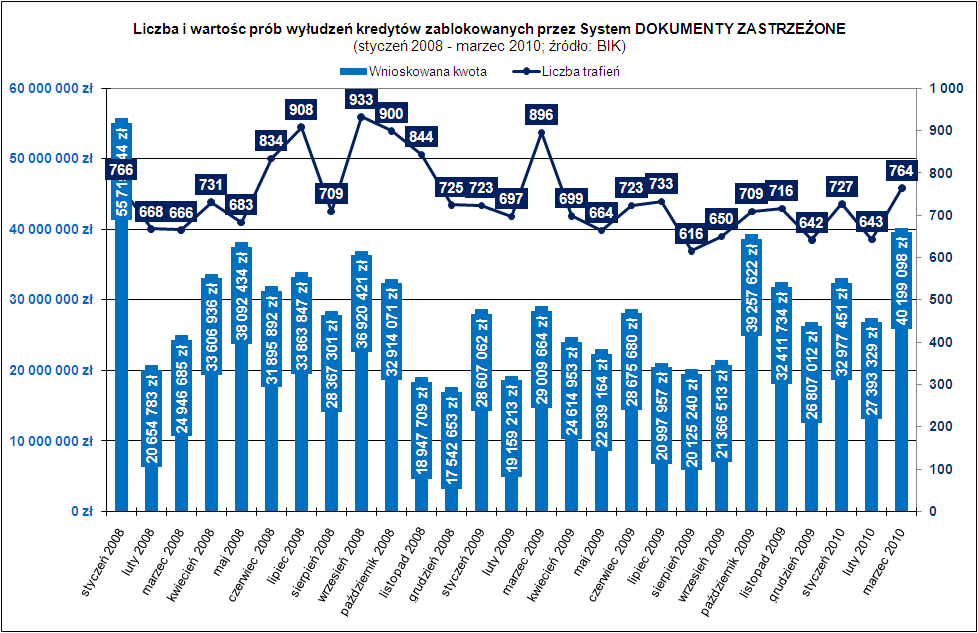 Liczba i wartośc prób wyłudzeń kredytów zablokowanych przez System DOKUMENTY ZASTRZEŻONE
(styczeń 2008 - marzec 2010; źródło: BIK)
Wnioskowana kwota Liczba trafień
60 000 000 zł
50 000 000 zł
40 000 000 zł
30 000 000 zł
20 000 000 zł
10 000 000 zł
0 zł
1 000
900
800
700
600
500
400
300
200
100
0
766
668
666
731
683
834
908
709
933
900
844
725
723
697
896
699
664
723
733
616
650
709
716
642
727
643
764
20 654 783 zł
24 946 685 zł
33 606 936 zł
38 092 434 zł
31 895 892 zł
33 863 847 zł
28 367 301 zł
36 920 421 zł
32 914 071 zł
18 947 709 zł
17 542 653 zł
28 607 062 zł
19 159 213 zł
29 009 664 zł
24 614 953 zł
22 939 164 zł
28 675 680 zł
20 997 957 zł
20 125 240 zł
21 366 513 zł
39 257 622 zł
32 411 734 zł
26 807 012 zł
32 977 451 zł
27 393 329 zł
40 199 098 zł
styczeń 2008
luty 2008
marzec 2008
kwiecień 2008
maj 2008
czerwiec 2008
lipiec 2008
sierpień 2008
wrzesień 2008
październik 2008
listopad 2008
grudzień 2008
styczeń 2009
luty 2009
marzec 2009
kwiecień 2009
maj 2009
czerwiec 2009
lipiec 2009
sierpień 2009
wrzesień 2009
październik 2009
listopad 2009
grudzień 2009
styczeń 2010
luty 2010
marzec 2010